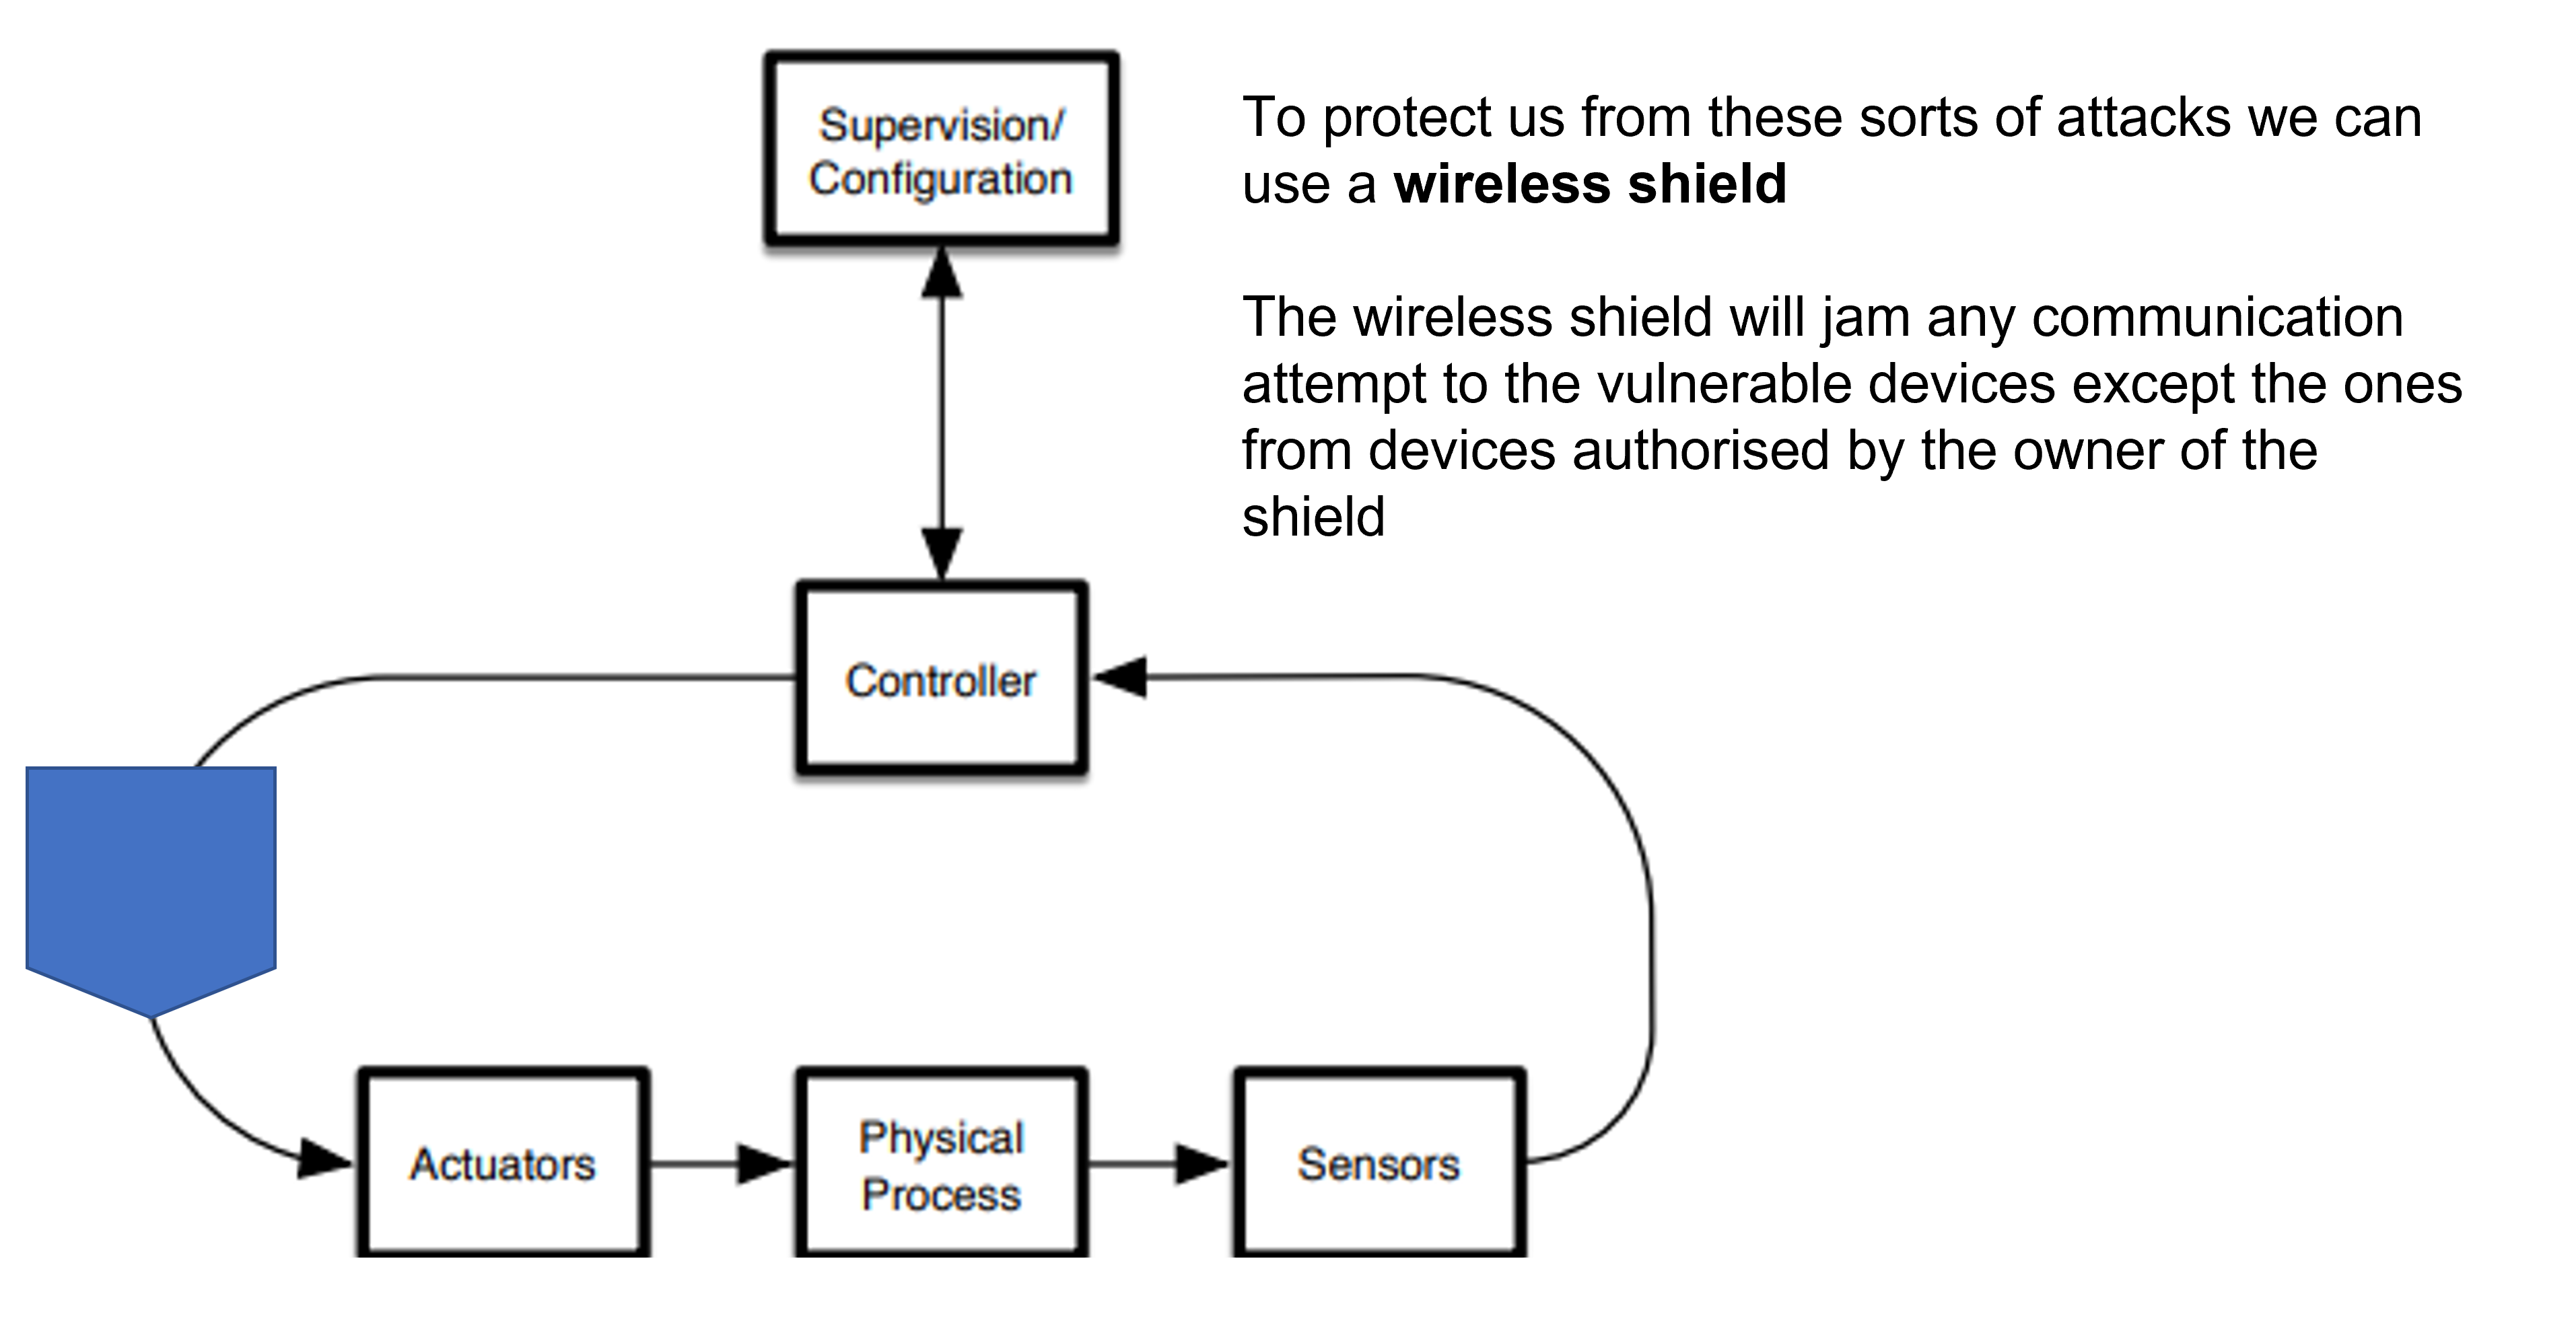 Supervision/
Configuration
To protect us from these sorts of attacks we can
use a wireless shield
The wireless shield will jam any communication
attempt to the vulnerable devices except the ones
from devices authorised by the owner of the
shield
Controller
Actuators
Physical
Process
Sensors